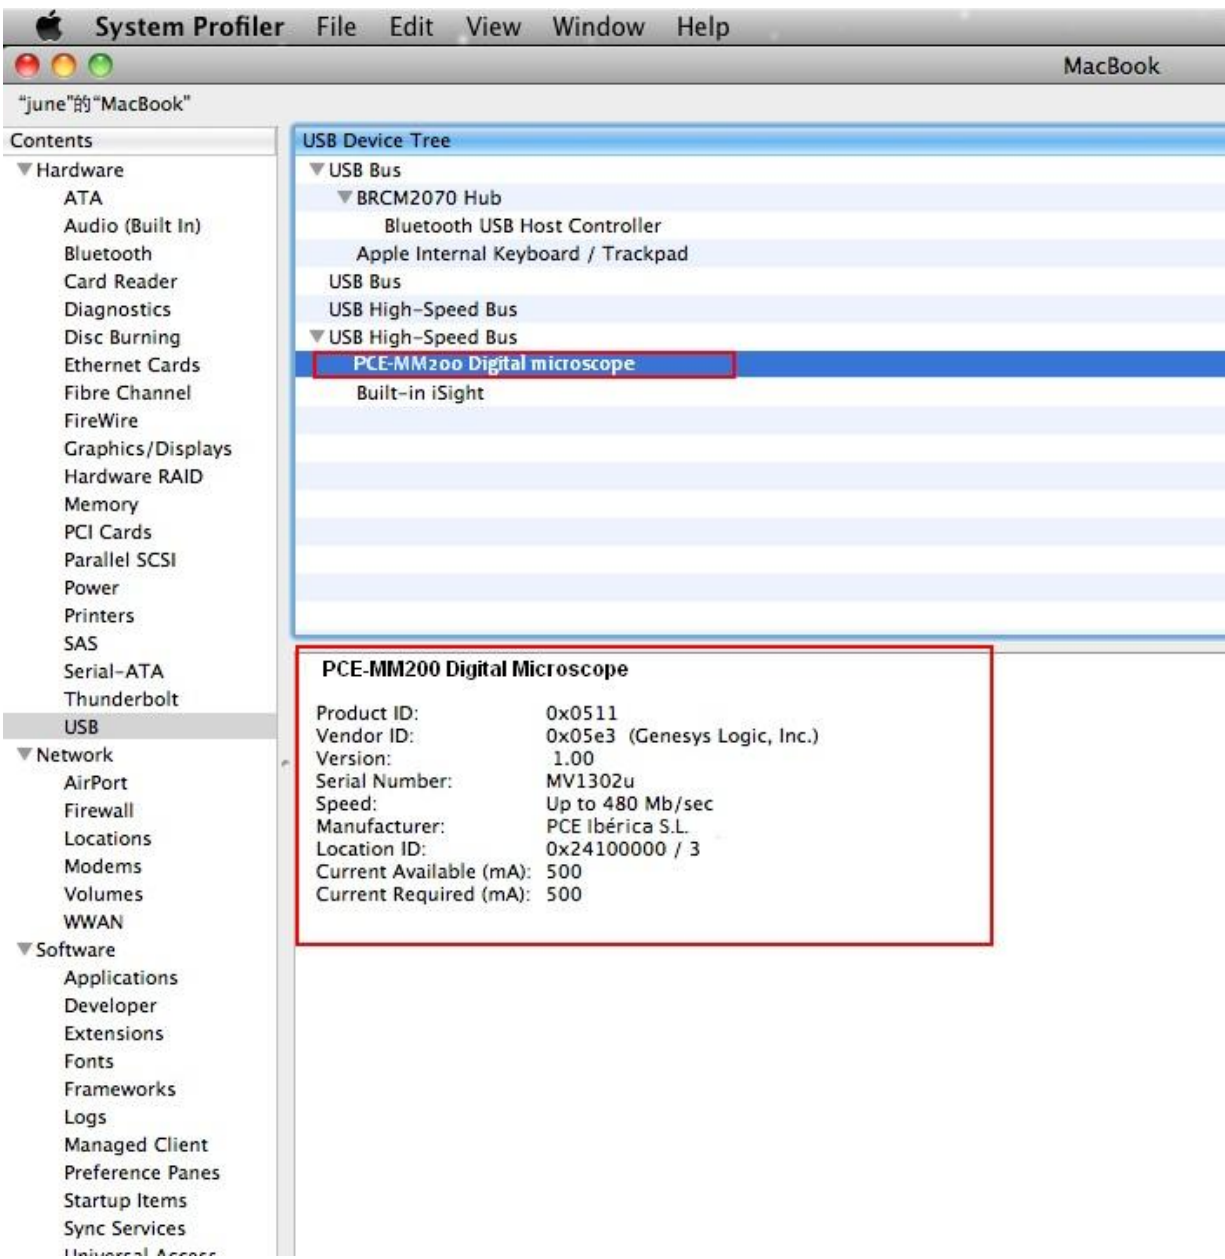 System Profiler File Edit View Window Help
MacBook
“june”的“MacBook”
Contents
Hardware
ATA
Audio (Built In)
Bluetooth
Card Reader
Diagnostics
Disc Burning
Ethernet Cards
Fibre Channel
FireWire
Graphics/Displays
Hardware RAID
Memory
PCI Cards
Parallel SCSI
Power
Printers
SAS
Serial-ATA
Thunderbolt
USB
Network
AirPort
Firewall
Locations
Modems
Volumes
WWAN
Software
Applications
Developer
Extensions
Fonts
Frameworks
Logs
Managed Client
Preference Panes
Startup Items
Sync Services
Universal Access
USB Device Tree
USB Bus
BRCM2070 Hub
Bluetooth USB Host Controller
Apple Internal Keyboard / Trackpad
USB Bus
USB High-Speed Bus
USB High-Speed Bus
PCE-MM200 Digital microscope
Built-in iSight
PCE-MM200 Digital Microscope
Product ID: 0x0511
Vendor ID: 0x05e3 (Genesys Logic, Inc.)
Version: 1.00
Serial Number: MV1302u
Speed: Up to 480 Mb/sec
Manufacturer: PCE Ibérica S.L.
Location ID: 0x24100000 / 3
Current Available (mA): 500
Current Required (mA): 500